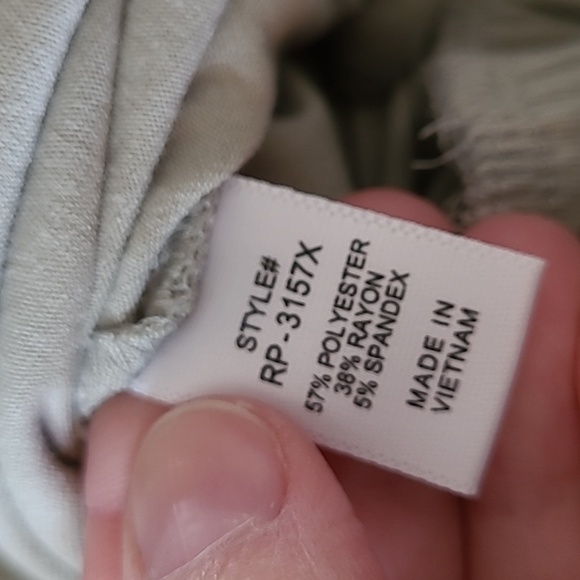 STYLE#
RP-3157X
57% POLYESTER
38% RAYON
5% SPANDEX
MADE IN
VIETNAM